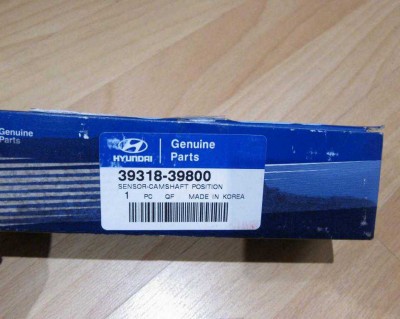 Genuine
Parts
HYUNDAI
Genuine
Parts
39318-39800
SENSOR-CAMSHAFT POSITION
1 PC QF MADE IN KOREA